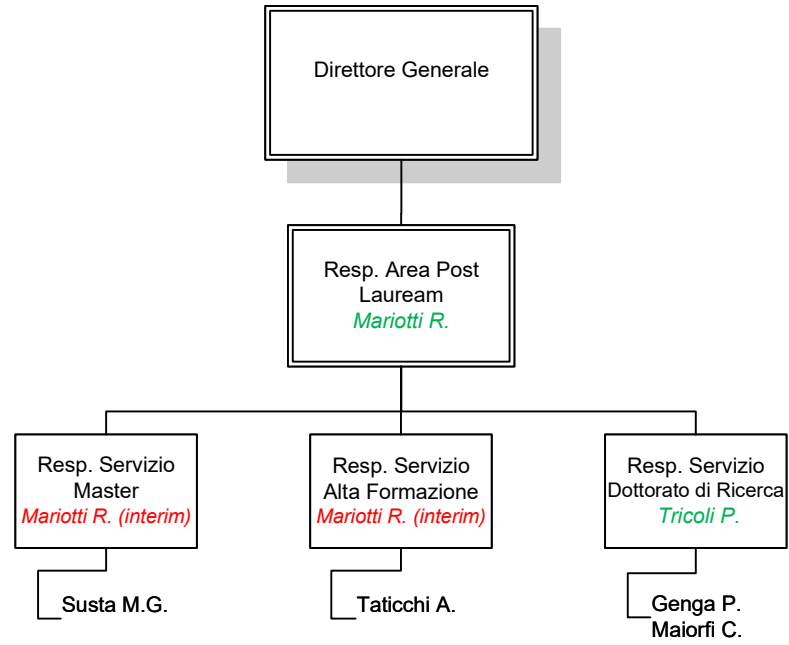 Direttore Generale
Resp. Area Post
Lauream
Mariotti R.
Resp. Servizio
Master
Mariotti R. (interim)
Resp. Servizio
Alta Formazione
Mariotti R. (interim)
Resp. Servizio
Dottorato di Ricerca
Tricoli P.
Susta M.G.
Taticchi A.
Genga P.
Maiorfi C.